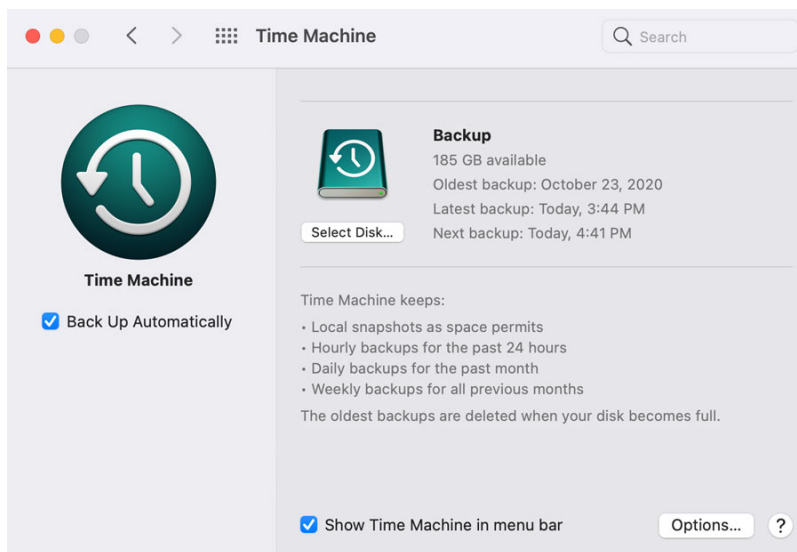 Time Machine
Search
Backup
185 GB available
Oldest backup: October 23, 2020
Latest backup: Today, 3:44 PM
Next backup: Today, 4:41 PM
Select Disk...
Time Machine
Back Up Automatically
Time Machine keeps:
• Local snapshots as space permits
• Hourly backups for the past 24 hours
• Daily backups for the past month
• Weekly backups for all previous months
The oldest backups are deleted when your disk becomes full.
Show Time Machine in menu bar
Options...
?